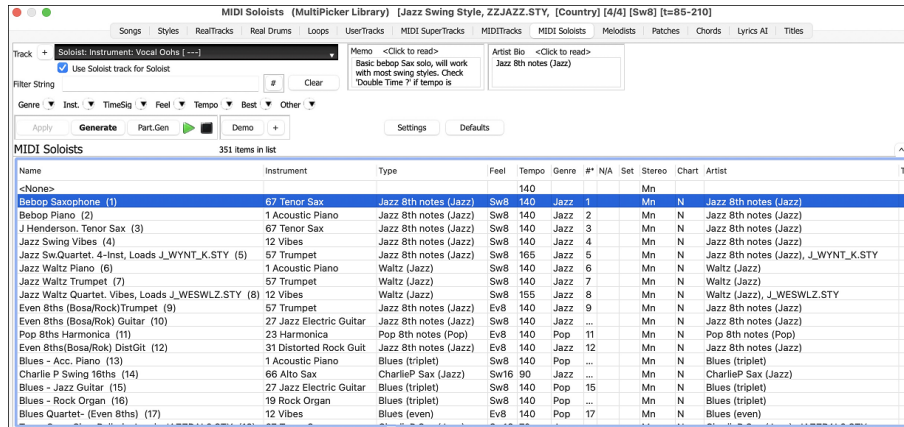 MIDI Soloists (MultiPicker Library) [Jazz Swing Style, ZZJAZZ.STY, [Country] [4/4] [Sw8] [t=85-210]
Songs Styles RealTracks Real Drums Loops UserTracks MIDI SuperTracks MIDITracks MIDI Soloists Melodists Patches Chords Lyrics AI Titles
Track + Soloist: Instrument: Vocal Oohs [ ---]
Use Soloist track for Soloist
Filter String # Clear
Memo <Click to read>
Basic bebop Sax solo, will work
with most swing styles. Check
'Double Time ?' if tempo is
Artist Bio <Click to read>
Jazz 8th notes (Jazz)
Genre Inst. TimeSig Feel Tempo Best Other
Apply Generate Part.Gen Demo + Settings Defaults
MIDI Soloists 351 items in list
Name Instrument Type Feel Tempo Genre #* N/A Set Stereo Chart Artist T
<None> 140 Mn
Bebop Saxophone (1) 67 Tenor Sax Jazz 8th notes (Jazz) Sw8 140 Jazz 1 Mn N Jazz 8th notes (Jazz)
Bebop Piano (2) 1 Acoustic Piano Jazz 8th notes (Jazz) Sw8 140 Jazz 2 Mn N Jazz 8th notes (Jazz)
J Henderson. Tenor Sax (3) 67 Tenor Sax Jazz 8th notes (Jazz) Sw8 140 Jazz 3 Mn N Jazz 8th notes (Jazz)
Jazz Swing Vibes (4) 12 Vibes Jazz 8th notes (Jazz) Sw8 140 Jazz 4 Mn N Jazz 8th notes (Jazz)
Jazz Sw.Quartet. 4-Inst, Loads J_WYNT_K.STY (5) 57 Trumpet Jazz 8th notes (Jazz) Sw8 165 Jazz 5 Mn N Jazz 8th notes (Jazz), J_WYNT_K.STY
Jazz Waltz Piano (6) 1 Acoustic Piano Waltz (Jazz) Sw8 140 Jazz 6 Mn N Waltz (Jazz)
Jazz Waltz Trumpet (7) 57 Trumpet Waltz (Jazz) Sw8 140 Jazz 7 Mn N Waltz (Jazz)
Jazz Waltz Quartet. Vibes, Loads J_WESWLZ.STY (8) 12 Vibes Waltz (Jazz) Sw8 155 Jazz 8 Mn N Waltz (Jazz), J_WESWLZ.STY
Even 8ths (Bosa/Rock)Trumpet (9) 57 Trumpet Jazz 8th notes (Jazz) Ev8 140 Jazz 9 Mn N Jazz 8th notes (Jazz)
Even 8ths (Bosa/Rok) Guitar (10) 27 Jazz Electric Guitar Jazz 8th notes (Jazz) Sw8 140 Jazz ... Mn N Jazz 8th notes (Jazz)
Pop 8ths Harmonica (11) 23 Harmonica Pop 8th notes (Pop) Ev8 140 Pop 11 Mn N Pop 8th notes (Pop)
Even 8ths(Bosa/Rok) DistGit (12) 31 Distorted Rock Guit Jazz 8th notes (Jazz) Ev8 140 Jazz 12 Mn N Jazz 8th notes (Jazz)
Blues - Acc. Piano (13) 1 Acoustic Piano Blues (triplet) Sw8 140 Pop ... Mn N Blues (triplet)
Charlie P Swing 16ths (14) 66 Alto Sax CharlieP Sax (Jazz) Sw16 90 Jazz ... Mn N CharlieP Sax (Jazz)
Blues - Jazz Guitar (15) 27 Jazz Electric Guitar Blues (triplet) Sw8 140 Pop 15 Mn N Blues (triplet)
Blues - Rock Organ (16) 19 Rock Organ Blues (triplet) Sw8 140 Pop ... Mn N Blues (triplet)
Blues Quartet- (Even 8ths) (17) 12 Vibes Blues (even) Ev8 140 Pop 17 Mn N Blues (even)